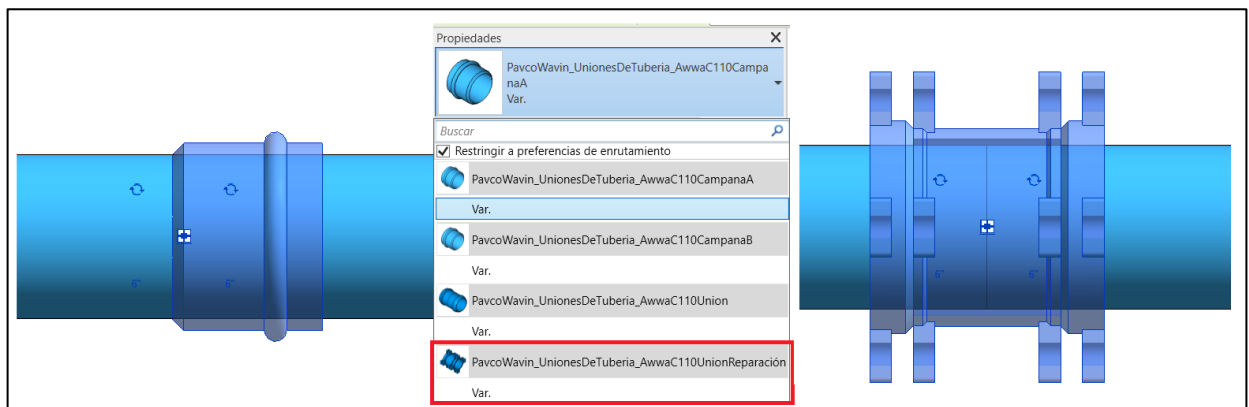 Propiedades
PavcoWavin_UnionesDeTuberia_AwwaC110Campa
naA
Var.
Buscar
Restringir a preferencias de enrutamiento
PavcoWavin_UnionesDeTuberia_AwwaC110CampanaA
Var.
PavcoWavin_UnionesDeTuberia_AwwaC110CampanaB
Var.
PavcoWavin_UnionesDeTuberia_AwwaC110Union
Var.
PavcoWavin_UnionesDeTuberia_AwwaC110UnionReparación
Var.
6"
6"
6"
6"